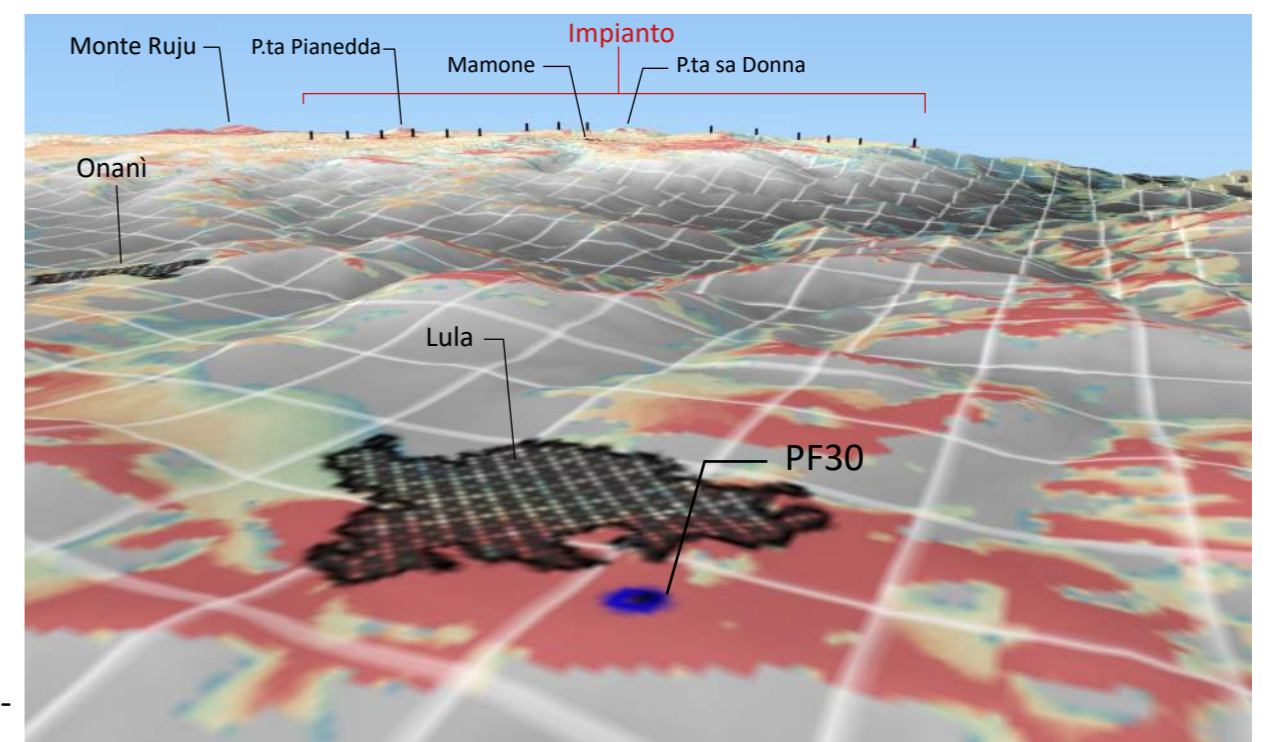 Impianto
Monte Ruju
P.ta Pianedda
Mamone
P.ta sa Donna
Onanì
Lula
PF30
-